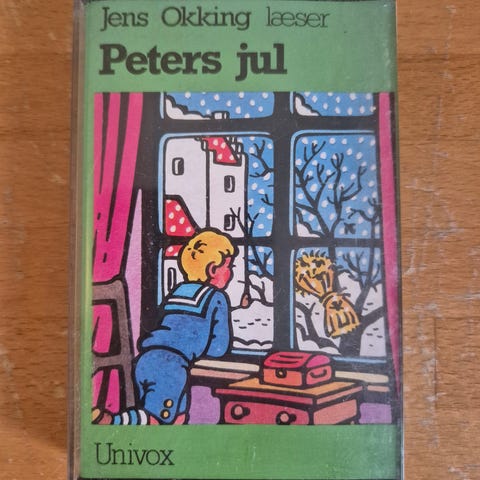 Jens Okking læser
Peters jul
Univox